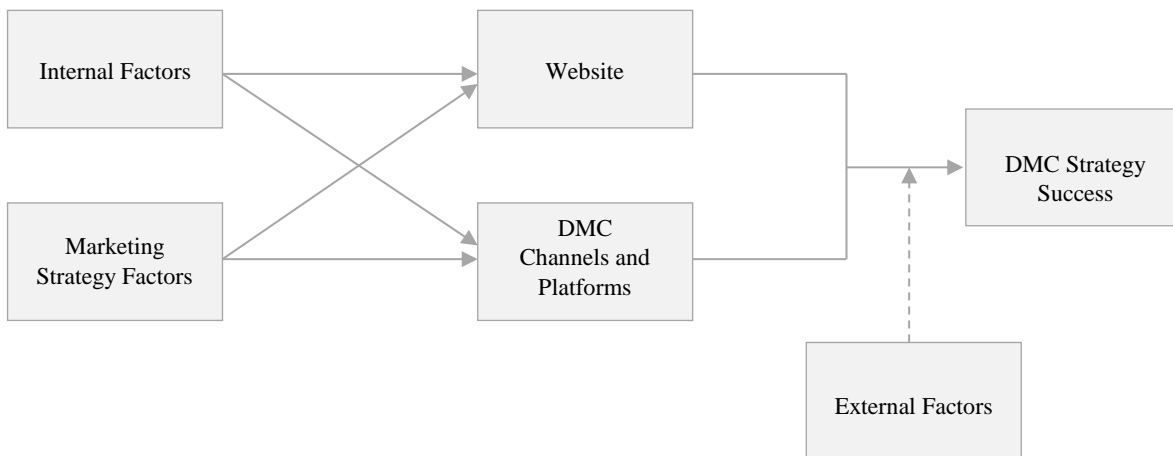 Internal Factors
Website
DMC Strategy
Success
Marketing
Strategy Factors
DMC
Channels and
Platforms
External Factors